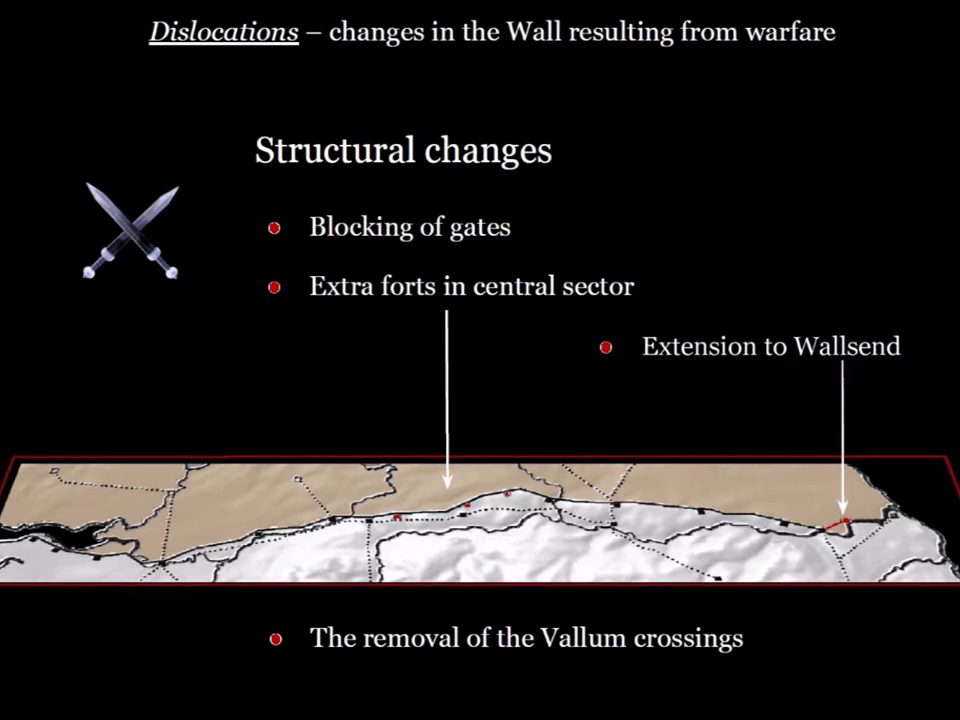 Dislocations – changes in the Wall resulting from warfare
Structural changes
Blocking of gates
Extra forts in central sector
Extension to Wallsend
The removal of the Vallum crossings